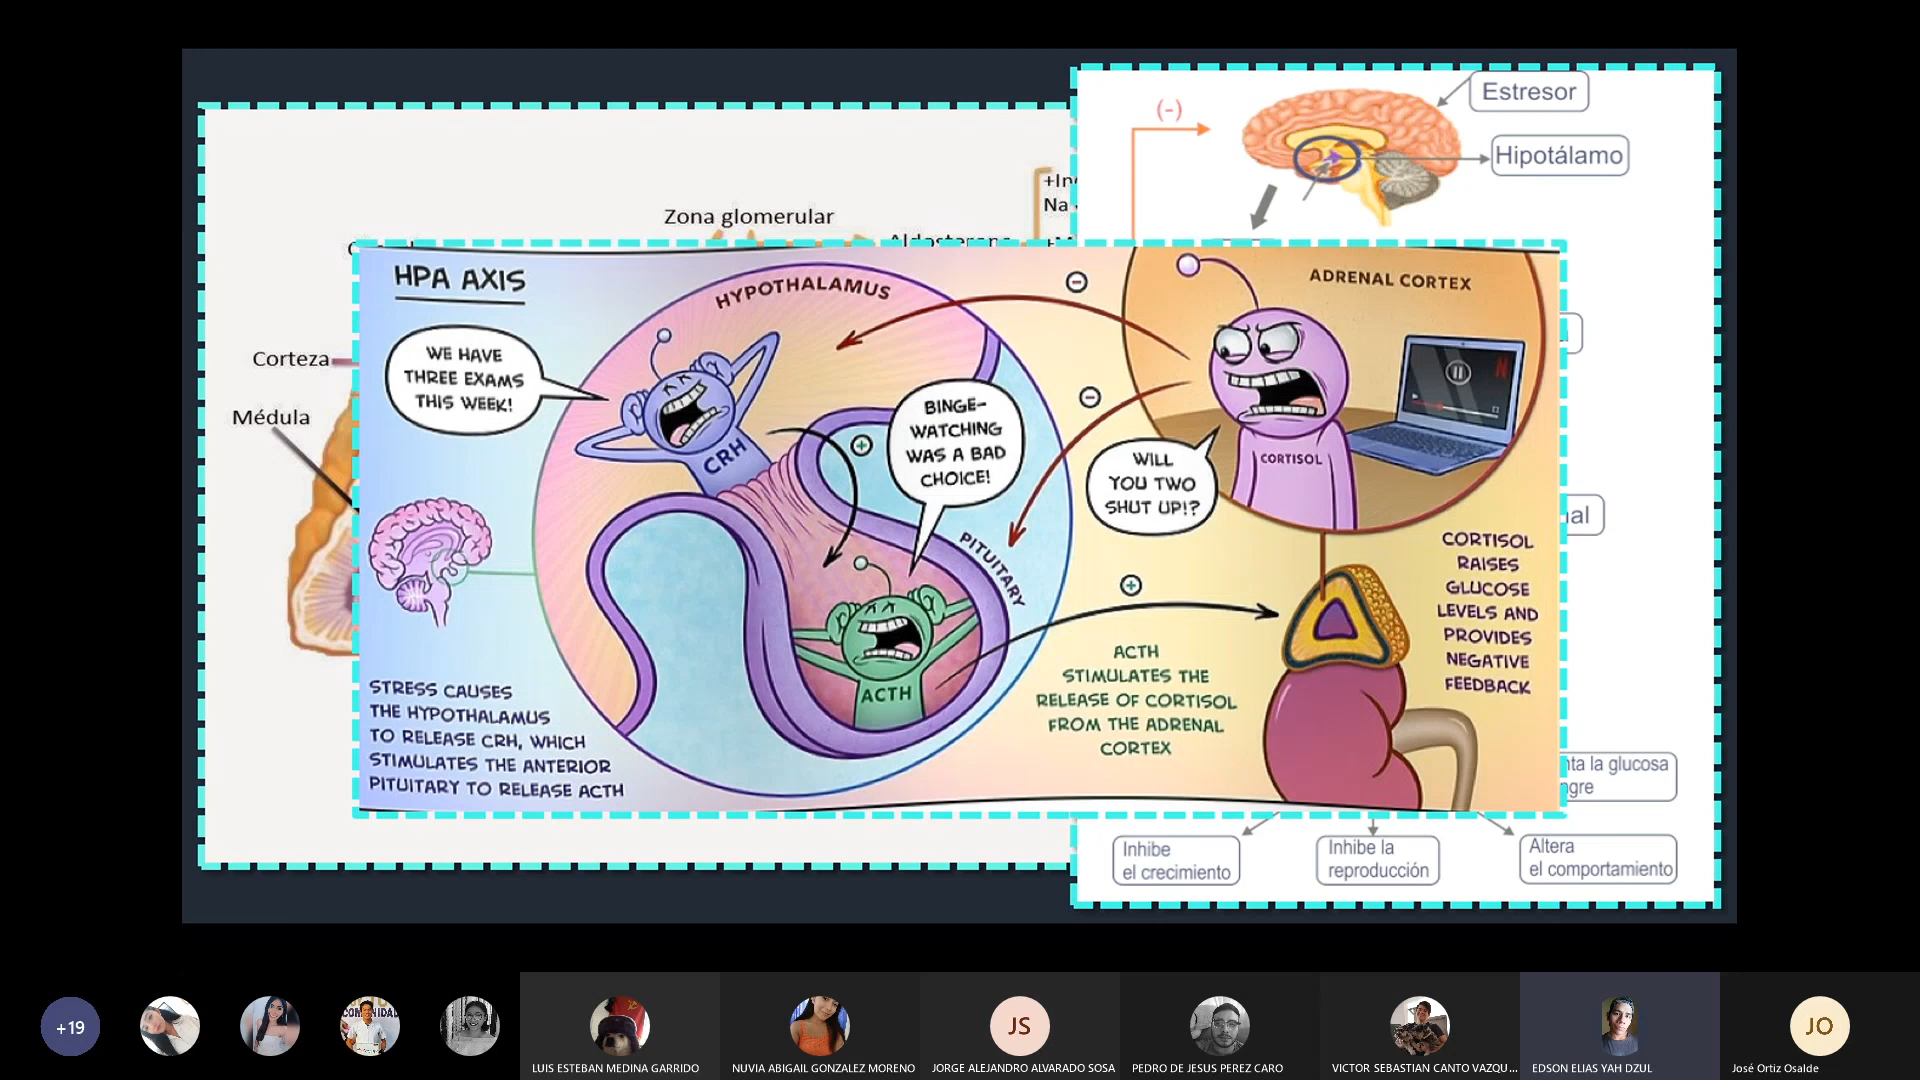 Estresor
(-)
Hipotálamo
+In
Na
Zona glomerular
Aldosterona
Corteza
Médula
HPA AXIS
HYPOTHALAMUS
ADRENAL CORTEX
WE HAVE
THREE EXAMS
THIS WEEK!
CRH
BINGE-
WATCHING
WAS A BAD
CHOICE!
WILL
YOU TWO
SHUT UP!?
CORTISOL
PITUITARY
ACTH
CORTISOL
RAISES
GLUCOSE
LEVELS AND
PROVIDES
NEGATIVE
FEEDBACK
STRESS CAUSES
THE HYPOTHALAMUS
TO RELEASE CRH, WHICH
STIMULATES THE ANTERIOR
PITUITARY TO RELEASE ACTH
ACTH
STIMULATES THE
RELEASE OF CORTISOL
FROM THE ADRENAL
CORTEX
N
nal
nta la glucosa
ngre
Inhibe
el crecimiento
Inhibe la
reproducción
Altera
el comportamiento
+19
JS
JO
LUIS ESTEBAN MEDINA GARRIDO
NUVIA ABIGAIL GONZALEZ MORENO
JORGE ALEJANDRO ALVARADO SOSA
PEDRO DE JESUS PEREZ CARO
VICTOR SEBASTIAN CANTO VAZQU...
EDSON ELIAS YAH DZUL
José Ortiz Osalde